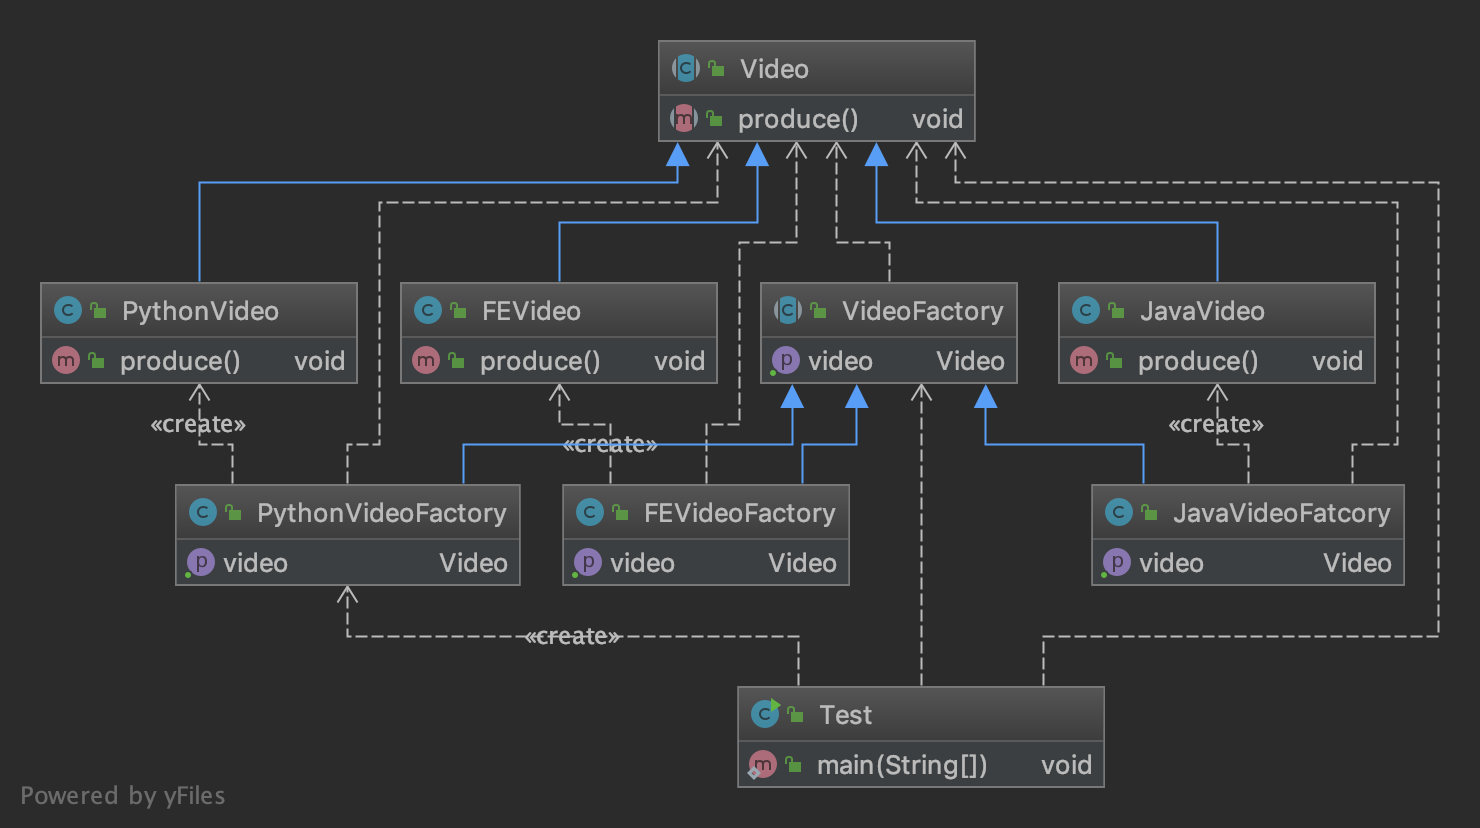 Video
produce() void
PythonVideo
produce() void
FEVideo
produce() void
VideoFactory
video Video
JavaVideo
produce() void
«create»
«create»
«create»
PythonVideoFactory
video Video
FEVideoFactory
video Video
JavaVideoFatcory
video Video
«create»
Test
main(String[]) void
Powered by yFiles